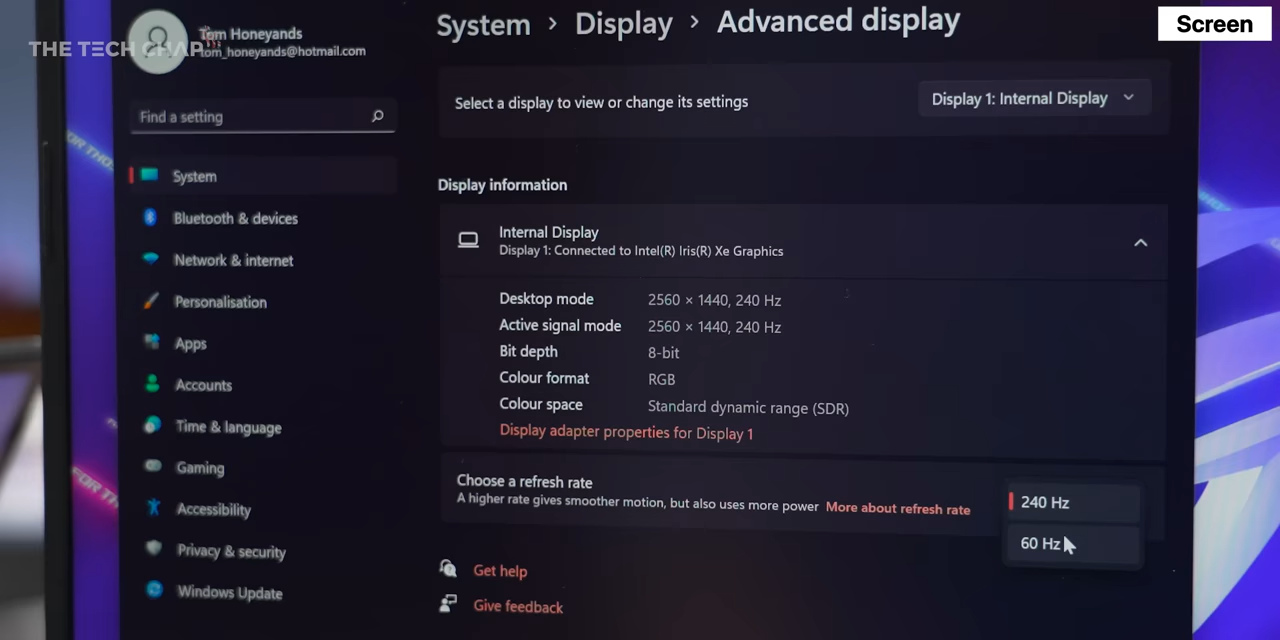 Screen
THE TECH CHAP
Tom Honeyands
tom_honeyands@hotmail.com
Find a setting
System
Bluetooth & devices
Network & internet
Personalisation
Apps
Accounts
Time & language
Gaming
Accessibility
Privacy & security
Windows Update
System > Display > Advanced display
Select a display to view or change its settings
Display 1: Internal Display
Display information
Internal Display
Display 1: Connected to Intel(R) Iris(R) Xe Graphics
Desktop mode 2560 × 1440, 240 Hz
Active signal mode 2560 × 1440, 240 Hz
Bit depth 8-bit
Colour format RGB
Colour space Standard dynamic range (SDR)
Display adapter properties for Display 1
Choose a refresh rate
A higher rate gives smoother motion, but also uses more power More about refresh rate
240 Hz
60 Hz
Get help
Give feedback
FOR THOS
FOR TH